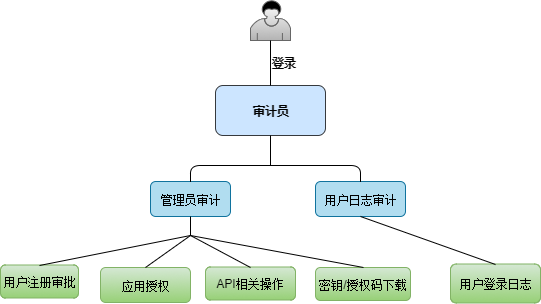 登录
审计员
管理员审计
用户日志审计
用户注册审批
应用授权
API相关操作
密钥/授权码下载
用户登录日志